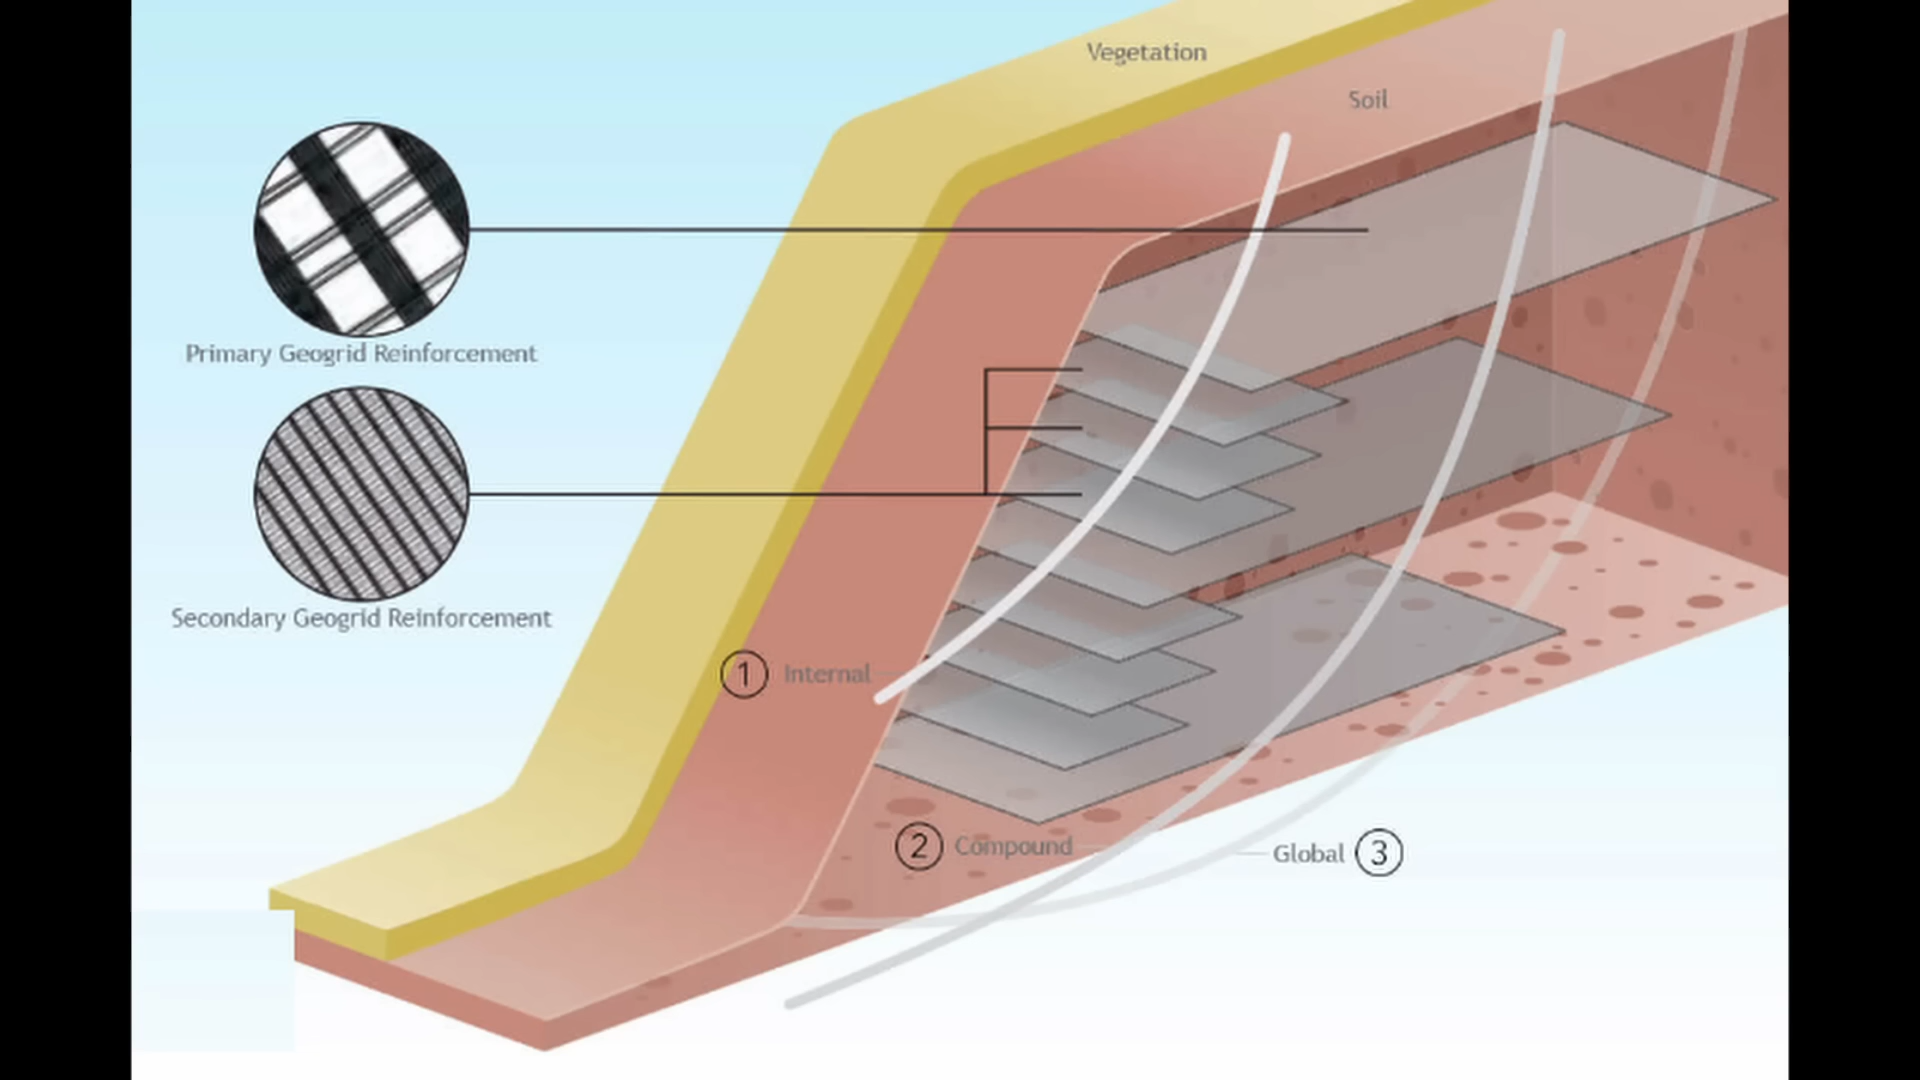 Vegetation
Soil
Primary Geogrid Reinforcement
Secondary Geogrid Reinforcement
1 Internal
2 Compound
Global 3